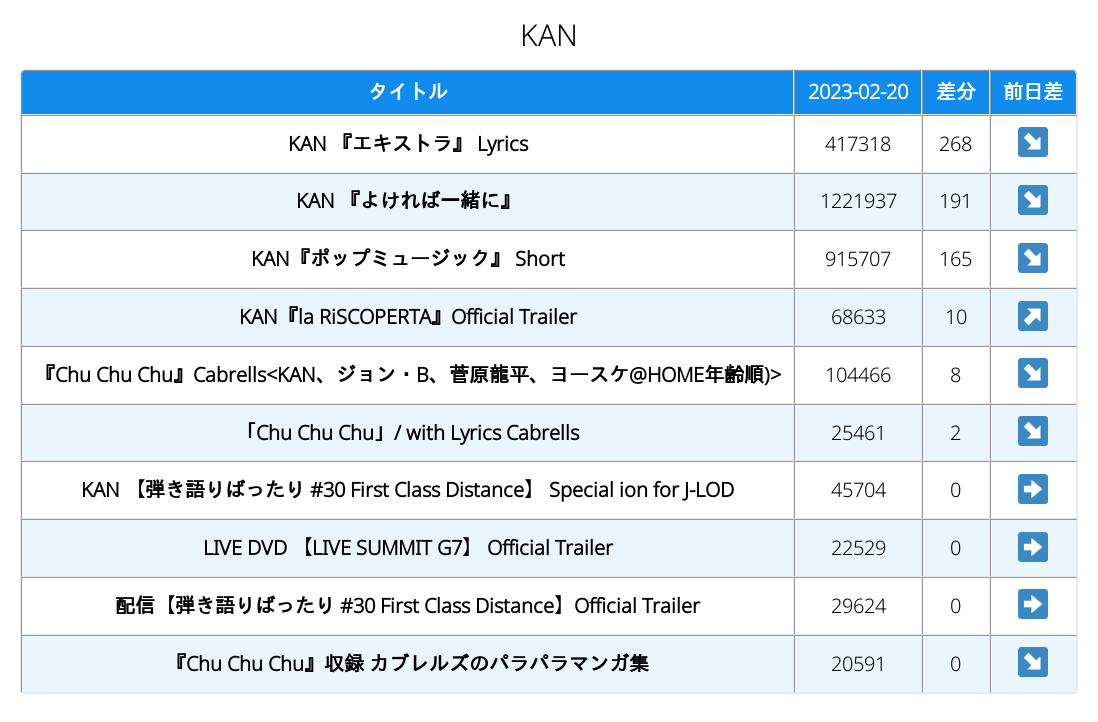 KAN
タイトル 2023-02-20 差分 前日差
KAN 『エキストラ』 Lyrics 417318 268
KAN 『よければ一緒に』 1221937 191
KAN『ポップミュージック』 Short 915707 165
KAN『la RiSCOPERTA』Official Trailer 68633 10
『Chu Chu Chu』Cabrells<KAN、ジョン・B、菅原龍平、ヨースケ@HOME年齢順)> 104466 8
「Chu Chu Chu」/ with Lyrics Cabrells 25461 2
KAN 【弾き語りばったり #30 First Class Distance】 Special ion for J-LOD 45704 0
LIVE DVD 【LIVE SUMMIT G7】 Official Trailer 22529 0
配信【弾き語りばったり #30 First Class Distance】Official Trailer 29624 0
『Chu Chu Chu』収録 カブレルズのパラパラマンガ集 20591 0